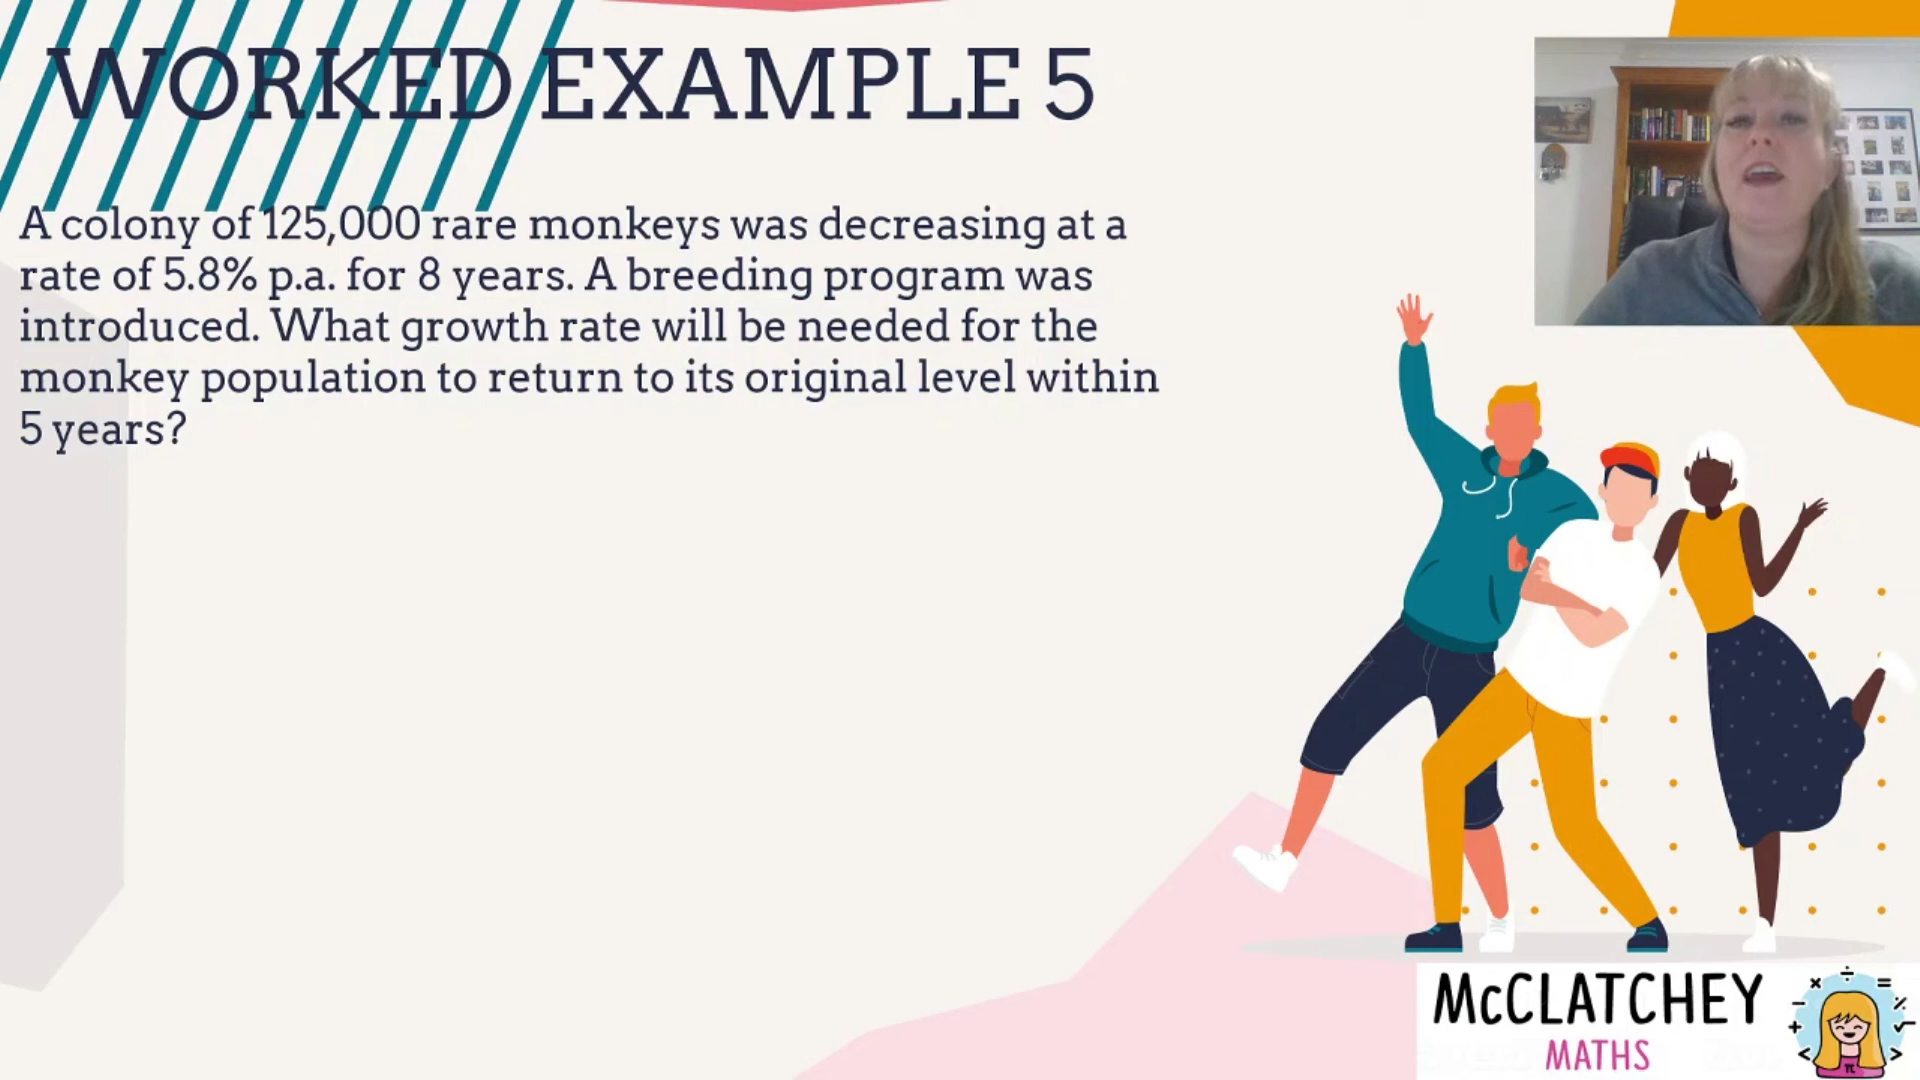 WORKED EXAMPLE 5
A colony of 125,000 rare monkeys was decreasing at a
rate of 5.8% p.a. for 8 years. A breeding program was
introduced. What growth rate will be needed for the
monkey population to return to its original level within
5 years?
McCLATCHEY
MATHS